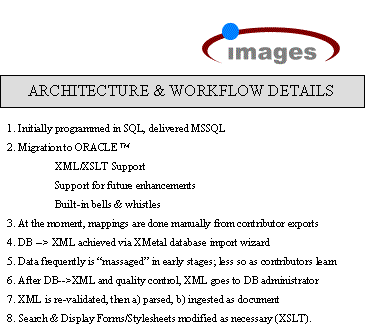 images
ARCHITECTURE & WORKFLOW DETAILS
1. Initially programmed in SQL, delivered MSSQL
2. Migration to ORACLE™
XML/XSLT Support
Support for future enhancements
Built-in bells & whistles
3. At the moment, mappings are done manually from contributor exports
4. DB –> XML achieved via XMetal database import wizard
5. Data frequently is “massaged” in early stages; less so as contributors learn
6. After DB-->XML and quality control, XML goes to DB administrator
7. XML is re-validated, then a) parsed, b) ingested as document
8. Search & Display Forms/Stylesheets modified as necessary (XSLT).